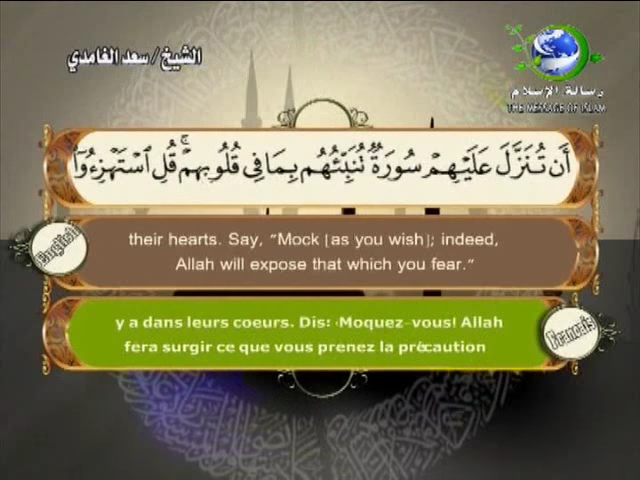 الشيخ / سعد الغامدي
رسالة الإسلام
THE MESSAGE OF ISLAM
أَن تُنَزَّلَ عَلَيْهِمْ سُورَةٌ تُنَبِّئُهُم بِمَا فِي قُلُوبِهِمْ ۚ قُلِ اسْتَهْزِءُوا
English
their hearts. Say, "Mock [as you wish]; indeed,
Allah will expose that which you fear."
Francais
y a dans leurs coeurs. Dis: ‹Moquez-vous! Allah
fera surgir ce que vous prenez la précaution